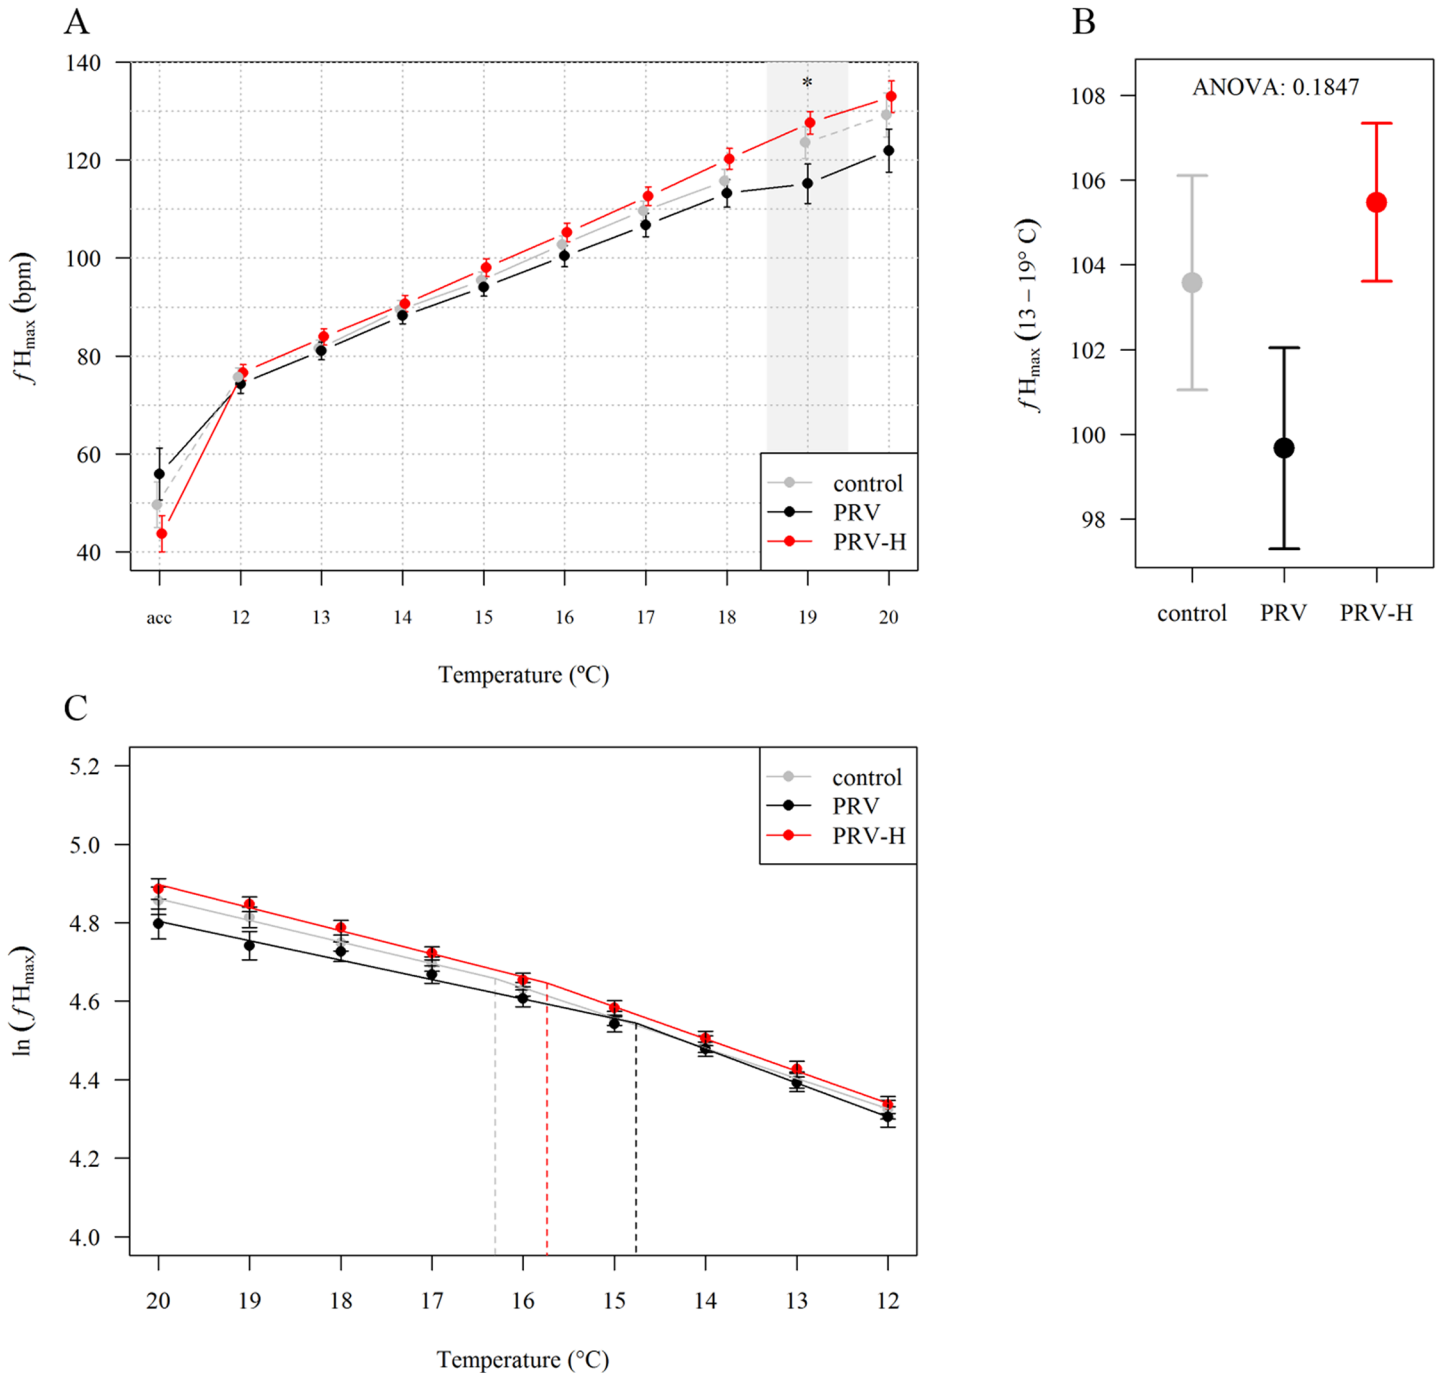 A
140
120
100
80
60
40
fHmax (bpm)
*
control
PRV
PRV-H
acc 12 13 14 15 16 17 18 19 20
Temperature (ºC)
B
ANOVA: 0.1847
108
106
104
102
100
98
fHmax (13 – 19° C)
control PRV PRV-H
C
5.2
5.0
4.8
4.6
4.4
4.2
4.0
ln (fHmax)
control
PRV
PRV-H
20 19 18 17 16 15 14 13 12
Temperature (°C)